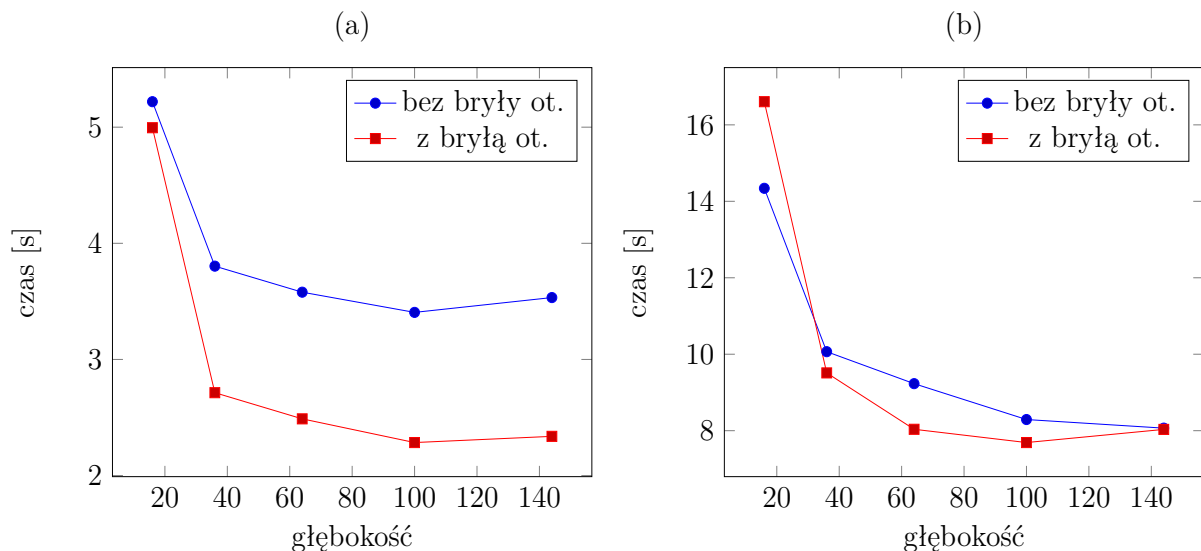 (a)
bez bryły ot.
z bryłą ot.
5
4
3
2
czas [s]
20 40 60 80 100 120 140
głębokość
(b)
bez bryły ot.
z bryłą ot.
16
14
12
10
8
czas [s]
20 40 60 80 100 120 140
głębokość